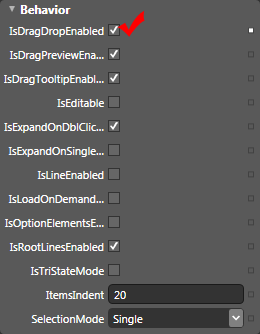 Behavior
IsDragDropEnabled
IsDragPreviewEna...
IsDragTooltipEnabl...
IsEditable
IsExpandOnDblClic...
IsExpandOnSingle...
IsLineEnabled
IsLoadOnDemand...
IsOptionElementsE...
IsRootLinesEnabled
IsTriStateMode
ItemsIndent 20
SelectionMode Single